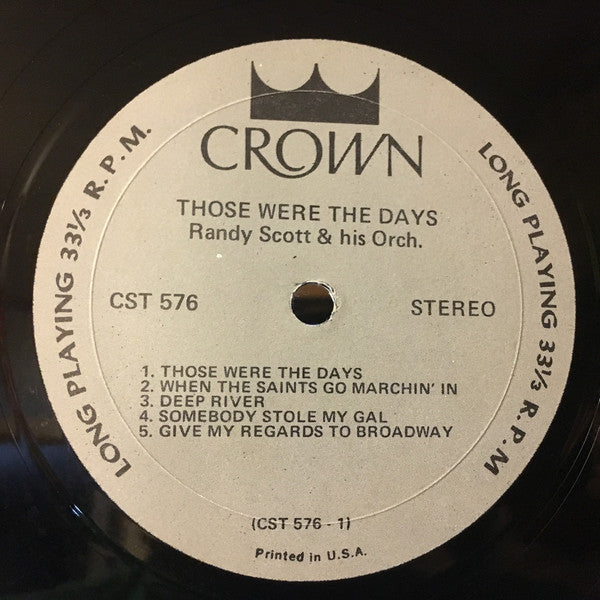 CROWN
THOSE WERE THE DAYS
Randy Scott & his Orch.
CST 576
STEREO
1. THOSE WERE THE DAYS
2. WHEN THE SAINTS GO MARCHIN' IN
3. DEEP RIVER
4. SOMEBODY STOLE MY GAL
5. GIVE MY REGARDS TO BROADWAY
(CST 576 - 1)
Printed in U.S.A.
LONG PLAYING 33⅓ R.P.M.
LONG PLAYING 33⅓ R.P.M